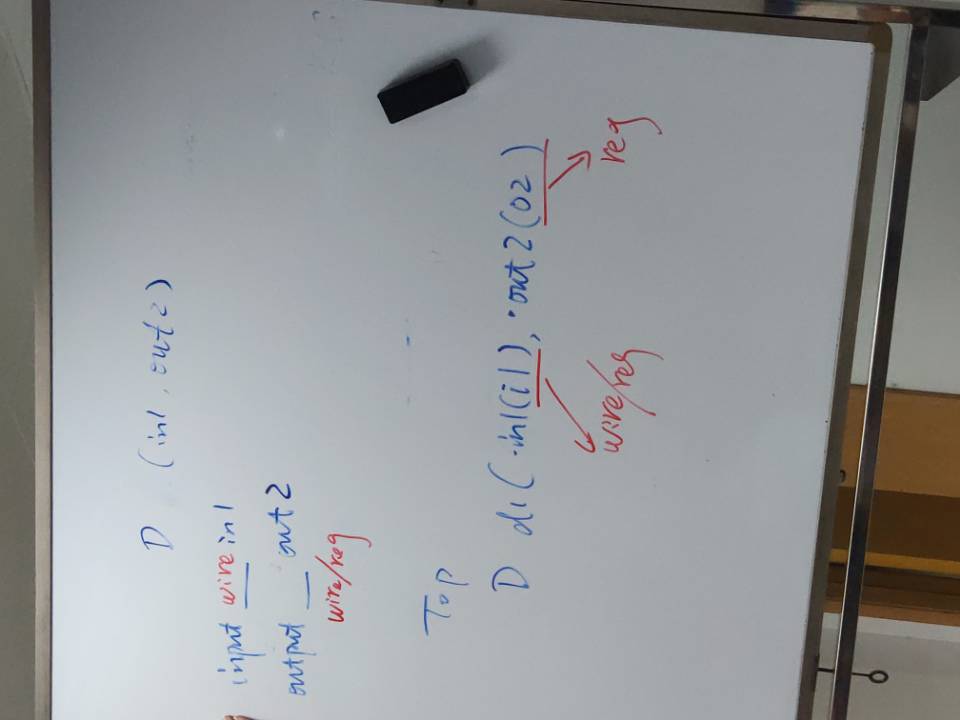 D (in1, out2)
input wire in1
output __ out2
wire/reg
Top
D d1(.in1(i1), .out2(o2)
wire/reg reg